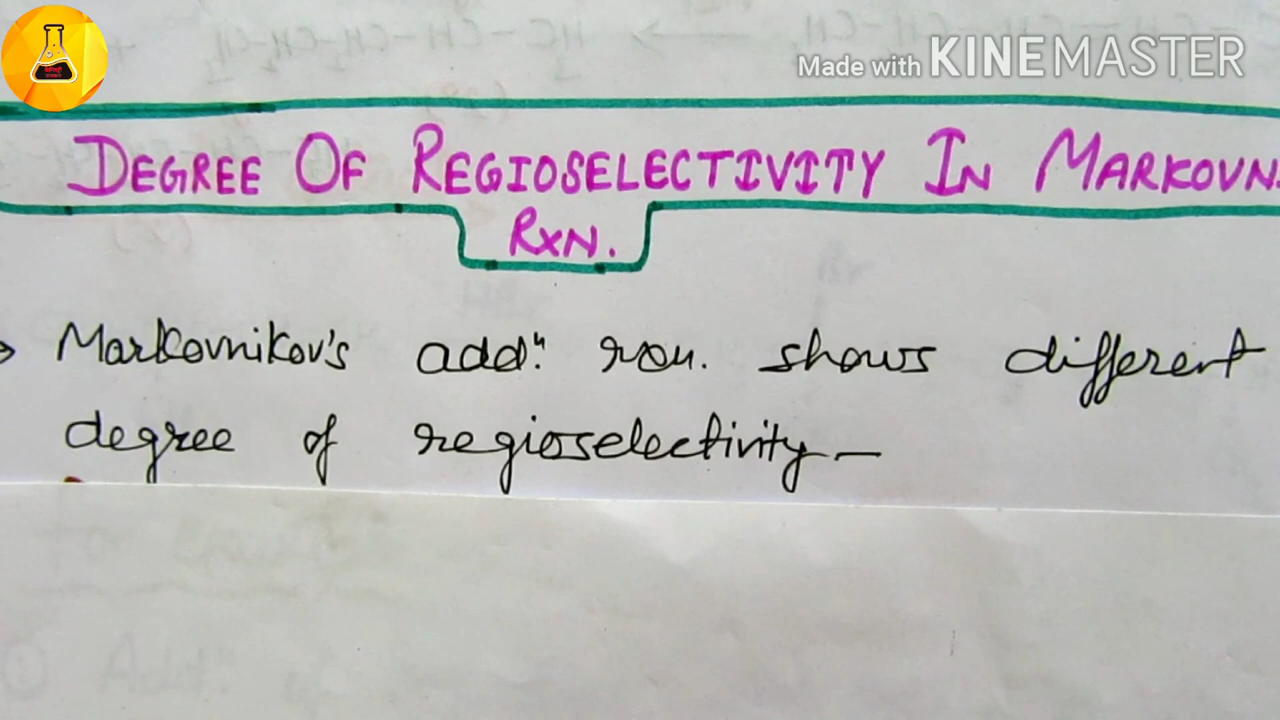 Made with KINEMASTER
DEGREE OF REGIOSELECTIVITY IN MARKOVN
RXN.
Markovnikov's addⁿ. rxn. shows different
degree of regioselectivity-